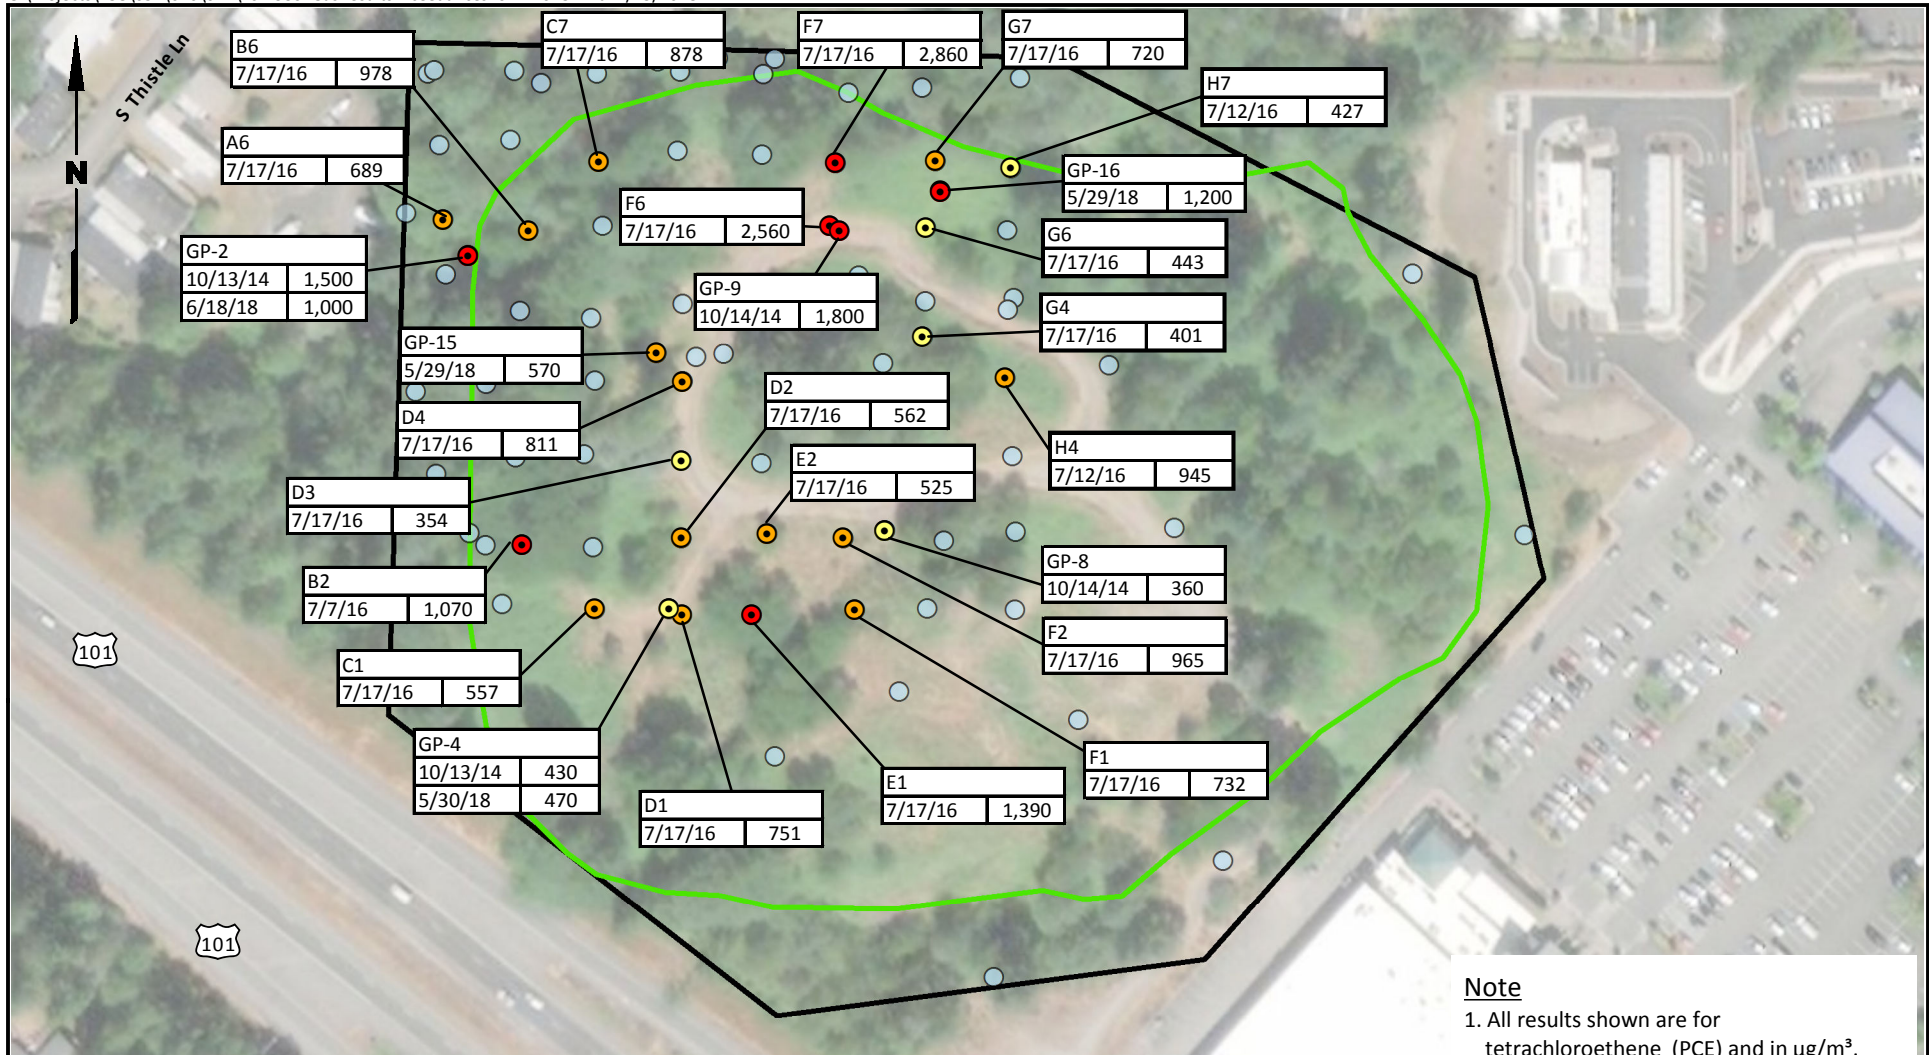 S Thistle Ln
N
B6
7/17/16 978
C7
7/17/16 878
F7
7/17/16 2,860
G7
7/17/16 720
H7
7/12/16 427
A6
7/17/16 689
GP-16
5/29/18 1,200
F6
7/17/16 2,560
G6
7/17/16 443
GP-2
10/13/14 1,500
6/18/18 1,000
GP-9
10/14/14 1,800
G4
7/17/16 401
GP-15
5/29/18 570
D2
7/17/16 562
D4
7/17/16 811
H4
7/12/16 945
E2
7/17/16 525
D3
7/17/16 354
GP-8
10/14/14 360
B2
7/7/16 1,070
F2
7/17/16 965
C1
7/17/16 557
101
GP-4
10/13/14 430
5/30/18 470
F1
7/17/16 732
E1
7/17/16 1,390
D1
7/17/16 751
101
Note
1. All results shown are for
tetrachloroethene (PCE) and in µg/m³.